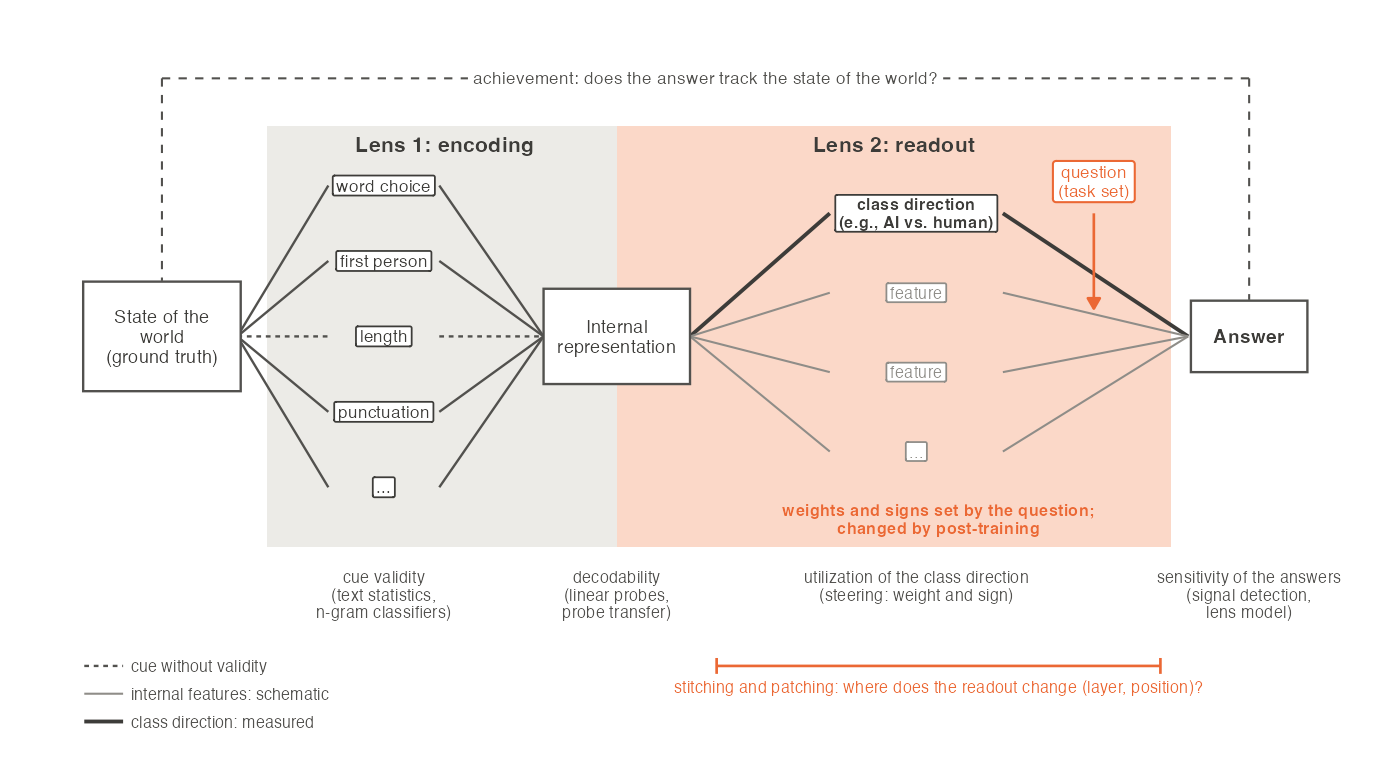 achievement: does the answer track the state of the world?
Lens 1: encoding
Lens 2: readout
word choice
first person
length
punctuation
...
State of the
world
(ground truth)
Internal
representation
class direction
(e.g., AI vs. human)
feature
feature
...
question
(task set)
Answer
weights and signs set by the question;
changed by post-training
cue validity
(text statistics,
n-gram classifiers)
decodability
(linear probes,
probe transfer)
utilization of the class direction
(steering: weight and sign)
sensitivity of the answers
(signal detection,
lens model)
stitching and patching: where does the readout change (layer, position)?
cue without validity
internal features: schematic
class direction: measured